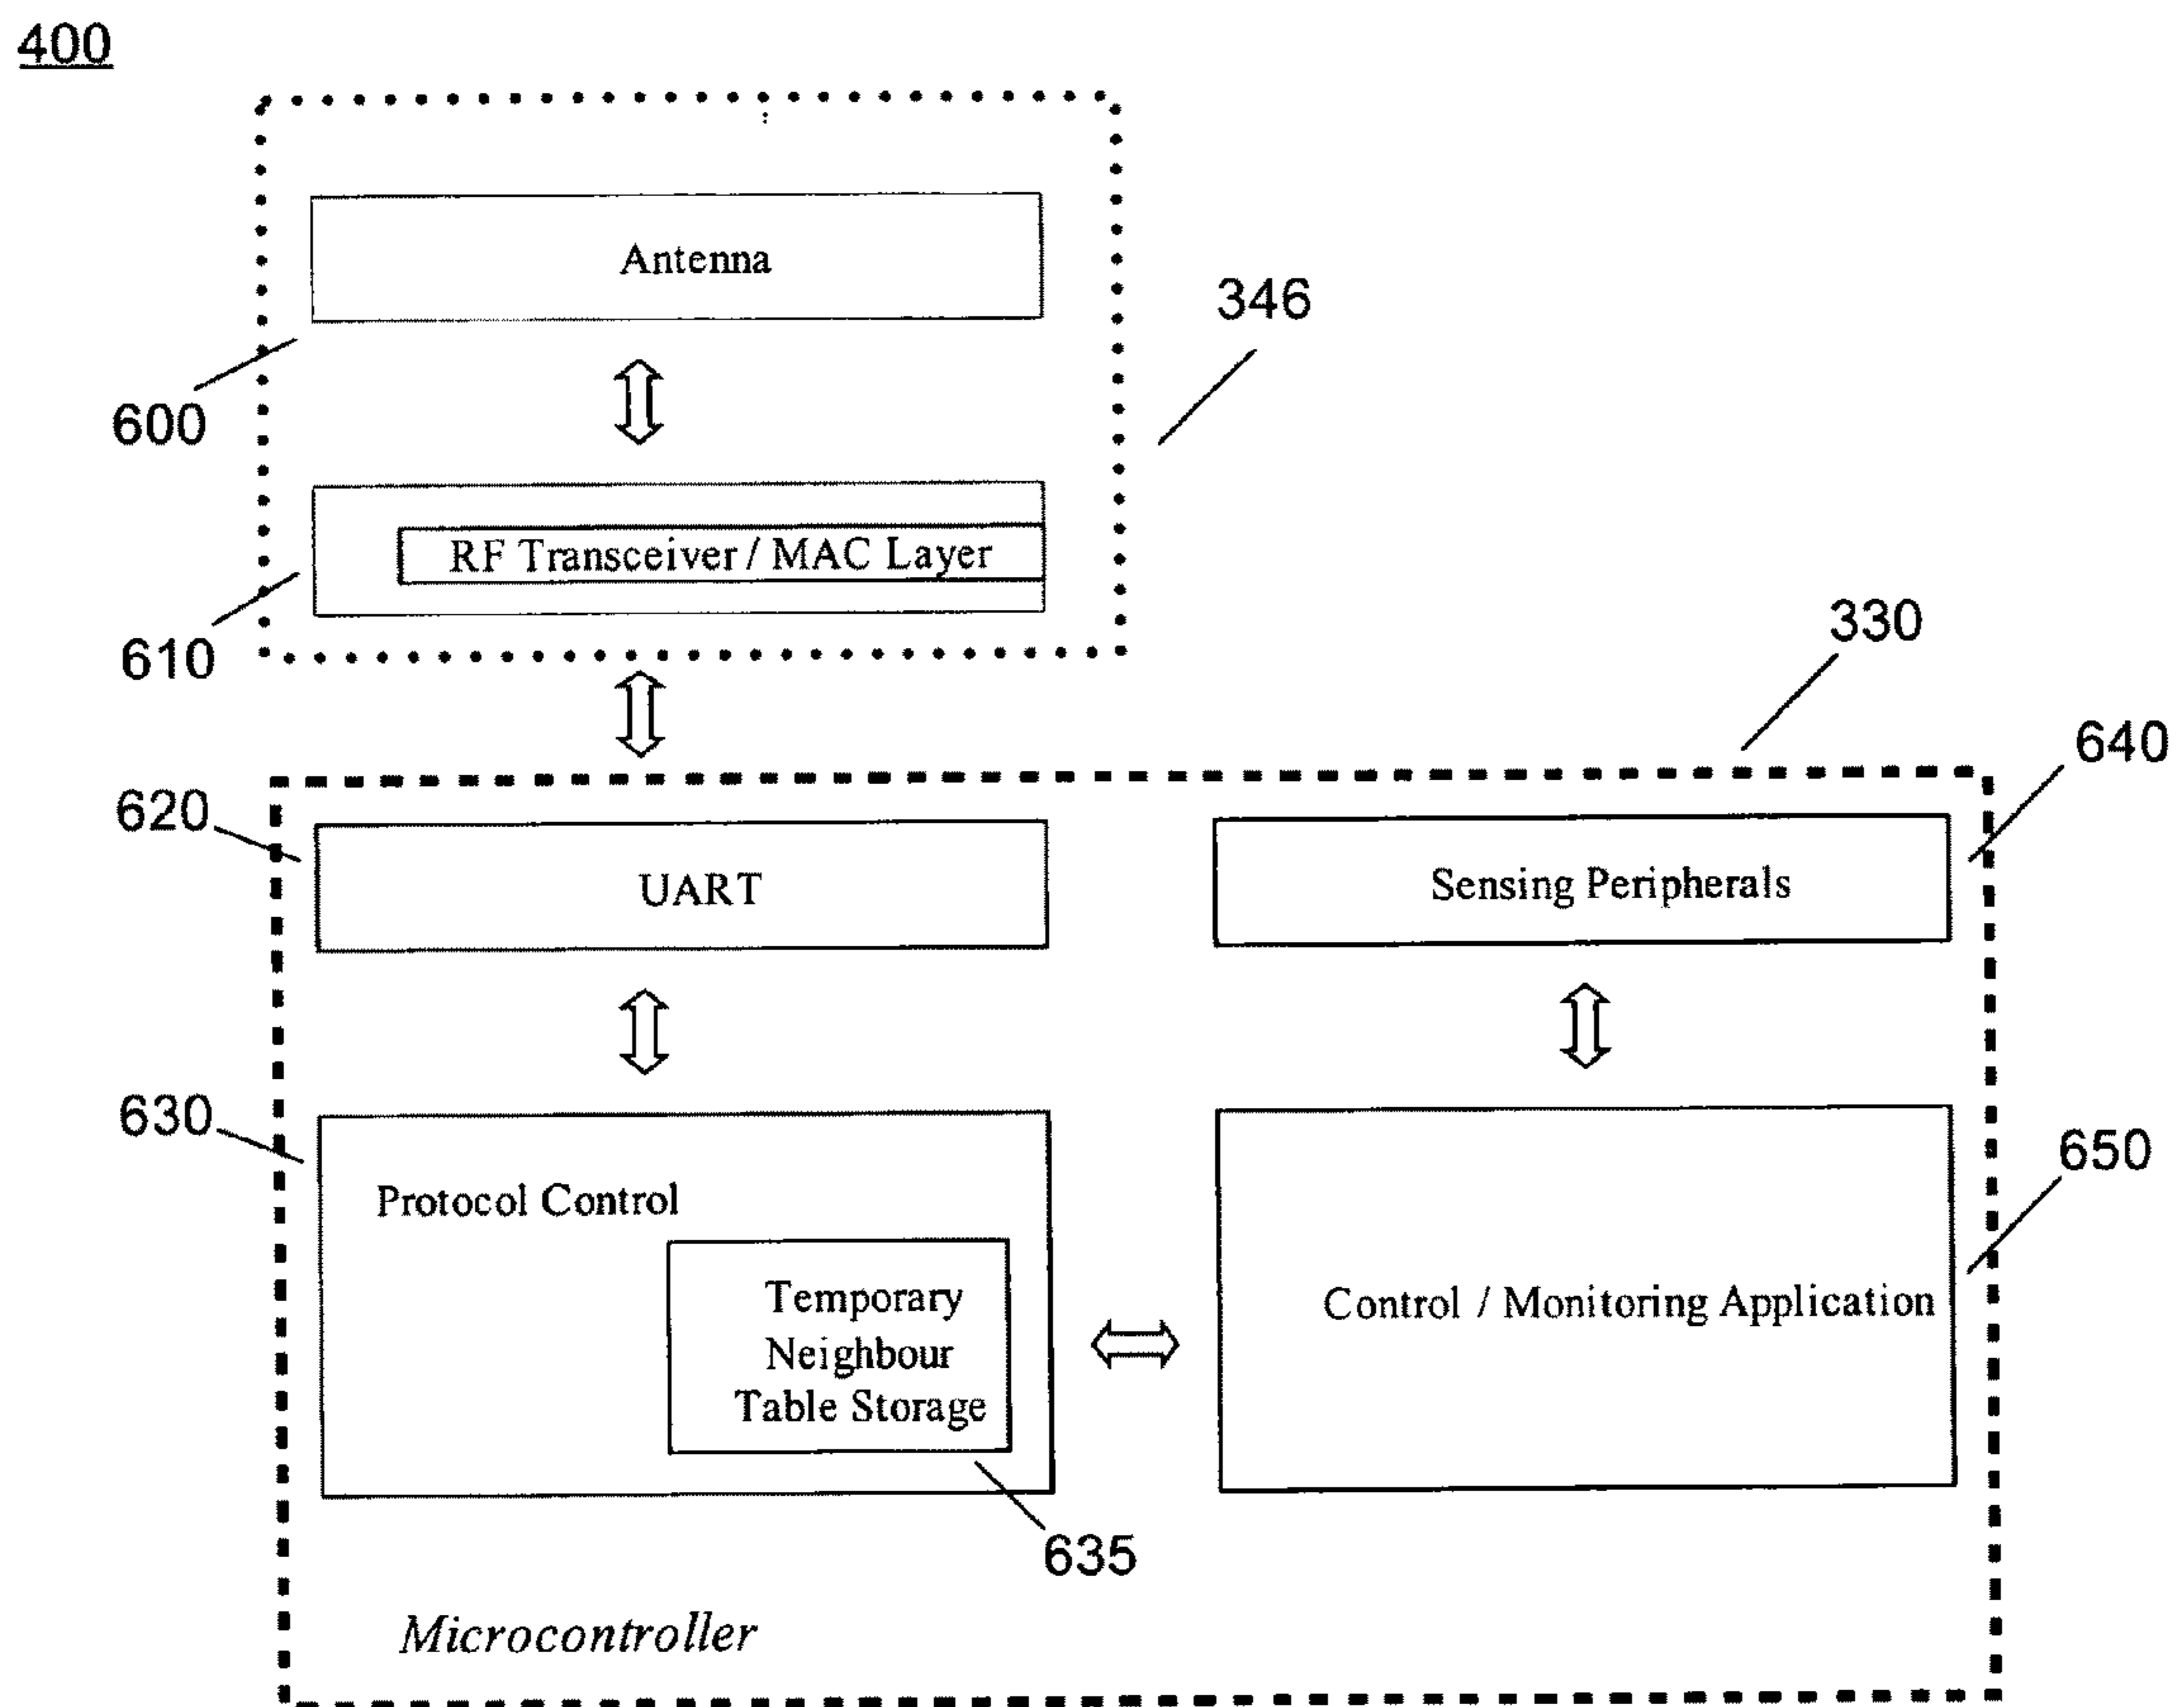 400
Antenna
346
600
RF Transceiver / MAC Layer
610
330
640
620
UART
Sensing Peripherals
630
Protocol Control
650
Temporary
Neighbour
Table Storage
Control / Monitoring Application
635
Microcontroller